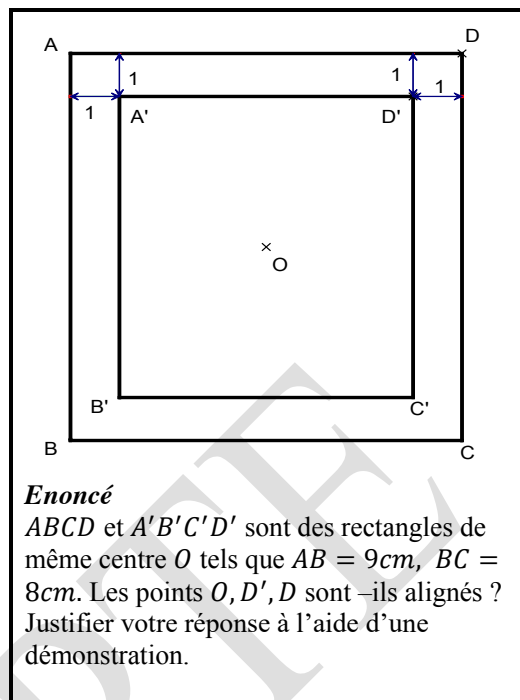 A
D
1
1
1
1
A'
D'
O
B'
C'
B
C
Enoncé
ABCD et A'B'C'D' sont des rectangles de
même centre O tels que AB = 9cm, BC =
8cm. Les points O, D', D sont –ils alignés ?
Justifier votre réponse à l'aide d'une
démonstration.